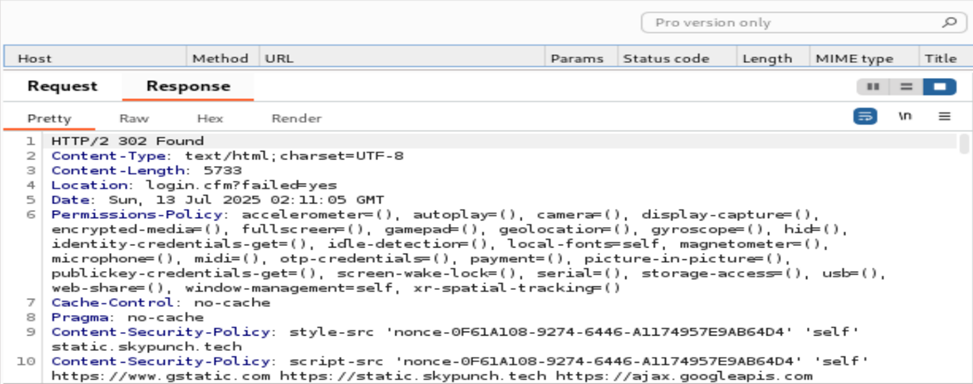 Pro version only
Host Method URL Params Status code Length MIME type Title
Request Response
Pretty Raw Hex Render \n
1 HTTP/2 302 Found
2 Content-Type: text/html;charset=UTF-8
3 Content-Length: 5733
4 Location: login.cfm?failed=yes
5 Date: Sun, 13 Jul 2025 02:11:05 GMT
6 Permissions-Policy: accelerometer=(), autoplay=(), camera=(), display-capture=(),
encrypted-media=(), fullscreen=(), gamepad=(), geolocation=(), gyroscope=(), hid=(),
identity-credentials-get=(), idle-detection=(), local-fonts=self, magnetometer=(),
microphone=(), midi=(), otp-credentials=(), payment=(), picture-in-picture=(),
publickey-credentials-get=(), screen-wake-lock=(), serial=(), storage-access=(), usb=(),
web-share=(), window-management=self, xr-spatial-tracking=()
7 Cache-Control: no-cache
8 Pragma: no-cache
9 Content-Security-Policy: style-src 'nonce-0F61A108-9274-6446-A1174957E9AB64D4' 'self'
static.skypunch.tech
10 Content-Security-Policy: script-src 'nonce-0F61A108-9274-6446-A1174957E9AB64D4' 'self'
https://www.gstatic.com https://static.skypunch.tech https://ajax.googleapis.com